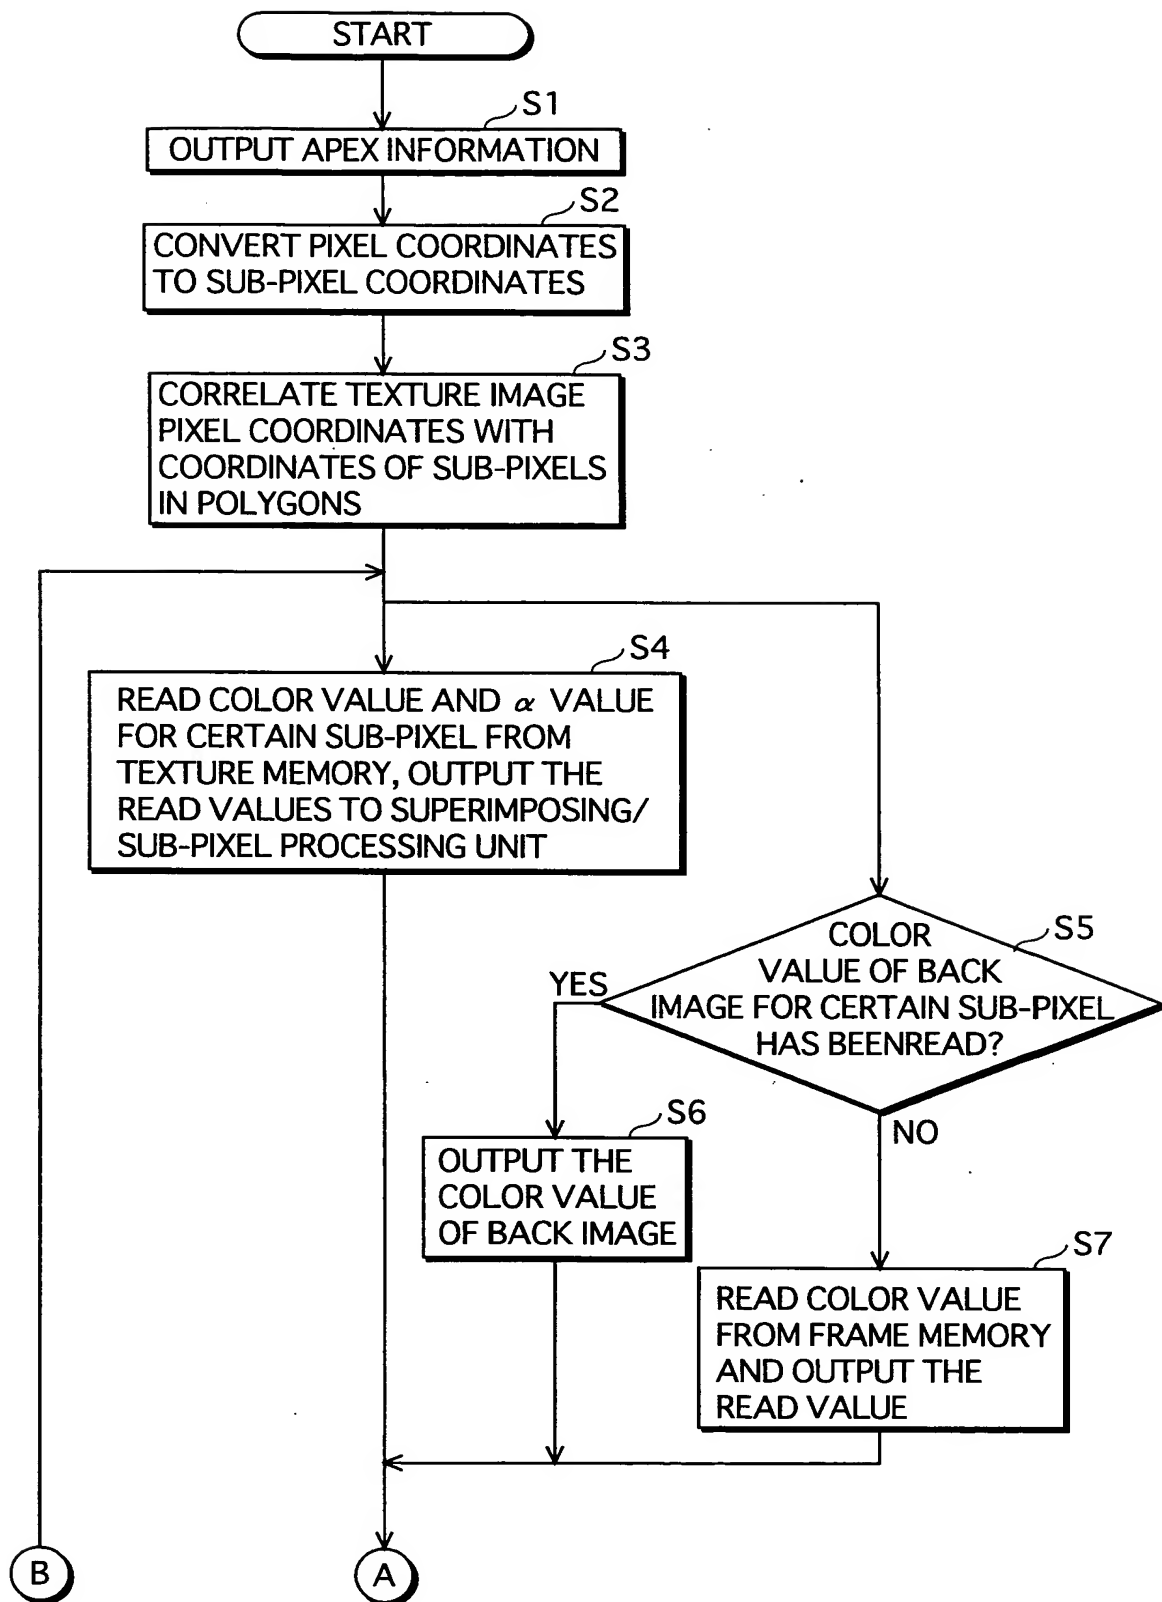 START
S1
OUTPUT APEX INFORMATION
S2
CONVERT PIXEL COORDINATES
TO SUB-PIXEL COORDINATES
S3
CORRELATE TEXTURE IMAGE
PIXEL COORDINATES WITH
COORDINATES OF SUB-PIXELS
IN POLYGONS
S4
READ COLOR VALUE AND α VALUE
FOR CERTAIN SUB-PIXEL FROM
TEXTURE MEMORY, OUTPUT THE
READ VALUES TO SUPERIMPOSING/
SUB-PIXEL PROCESSING UNIT
S5
COLOR
VALUE OF BACK
IMAGE FOR CERTAIN SUB-PIXEL
HAS BEENREAD?
YES
NO
S6
OUTPUT THE
COLOR VALUE
OF BACK IMAGE
S7
READ COLOR VALUE
FROM FRAME MEMORY
AND OUTPUT THE
READ VALUE
B
A